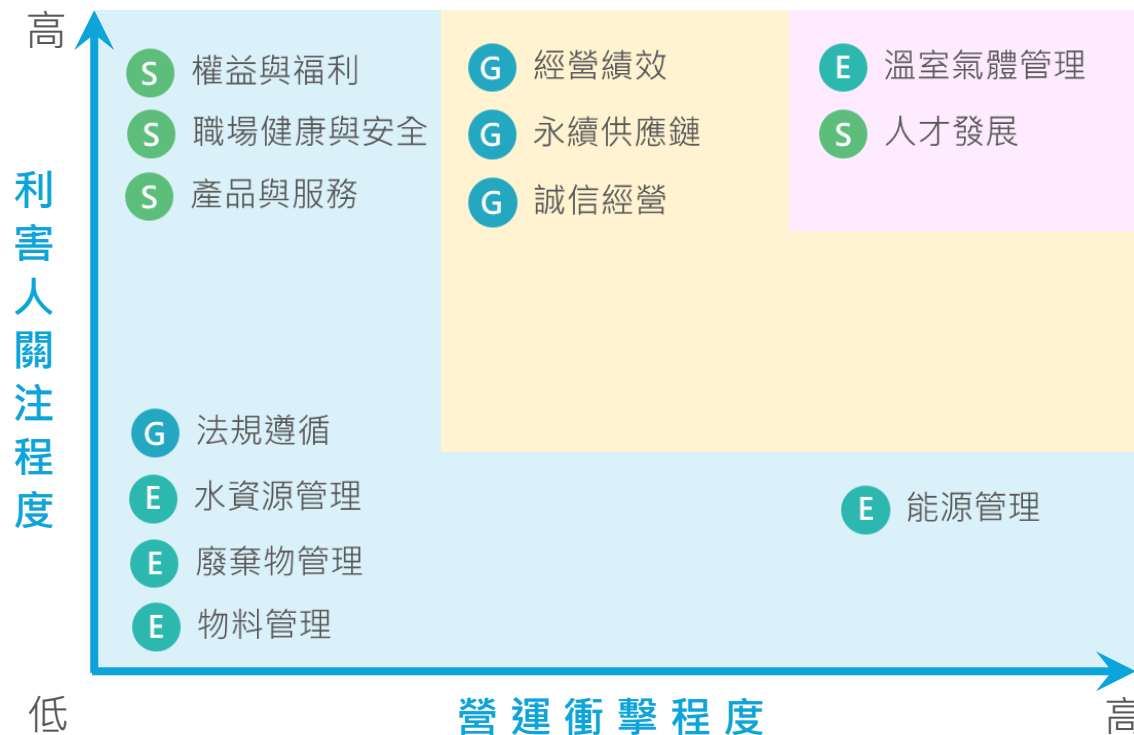 高
S 權益與福利
S 職場健康與安全
S 產品與服務
G 經營績效
G 永續供應鏈
G 誠信經營
E 溫室氣體管理
S 人才發展
利害人關注程度
G 法規遵循
E 水資源管理
E 廢棄物管理
E 物料管理
E 能源管理
低
營運衝擊程度
高